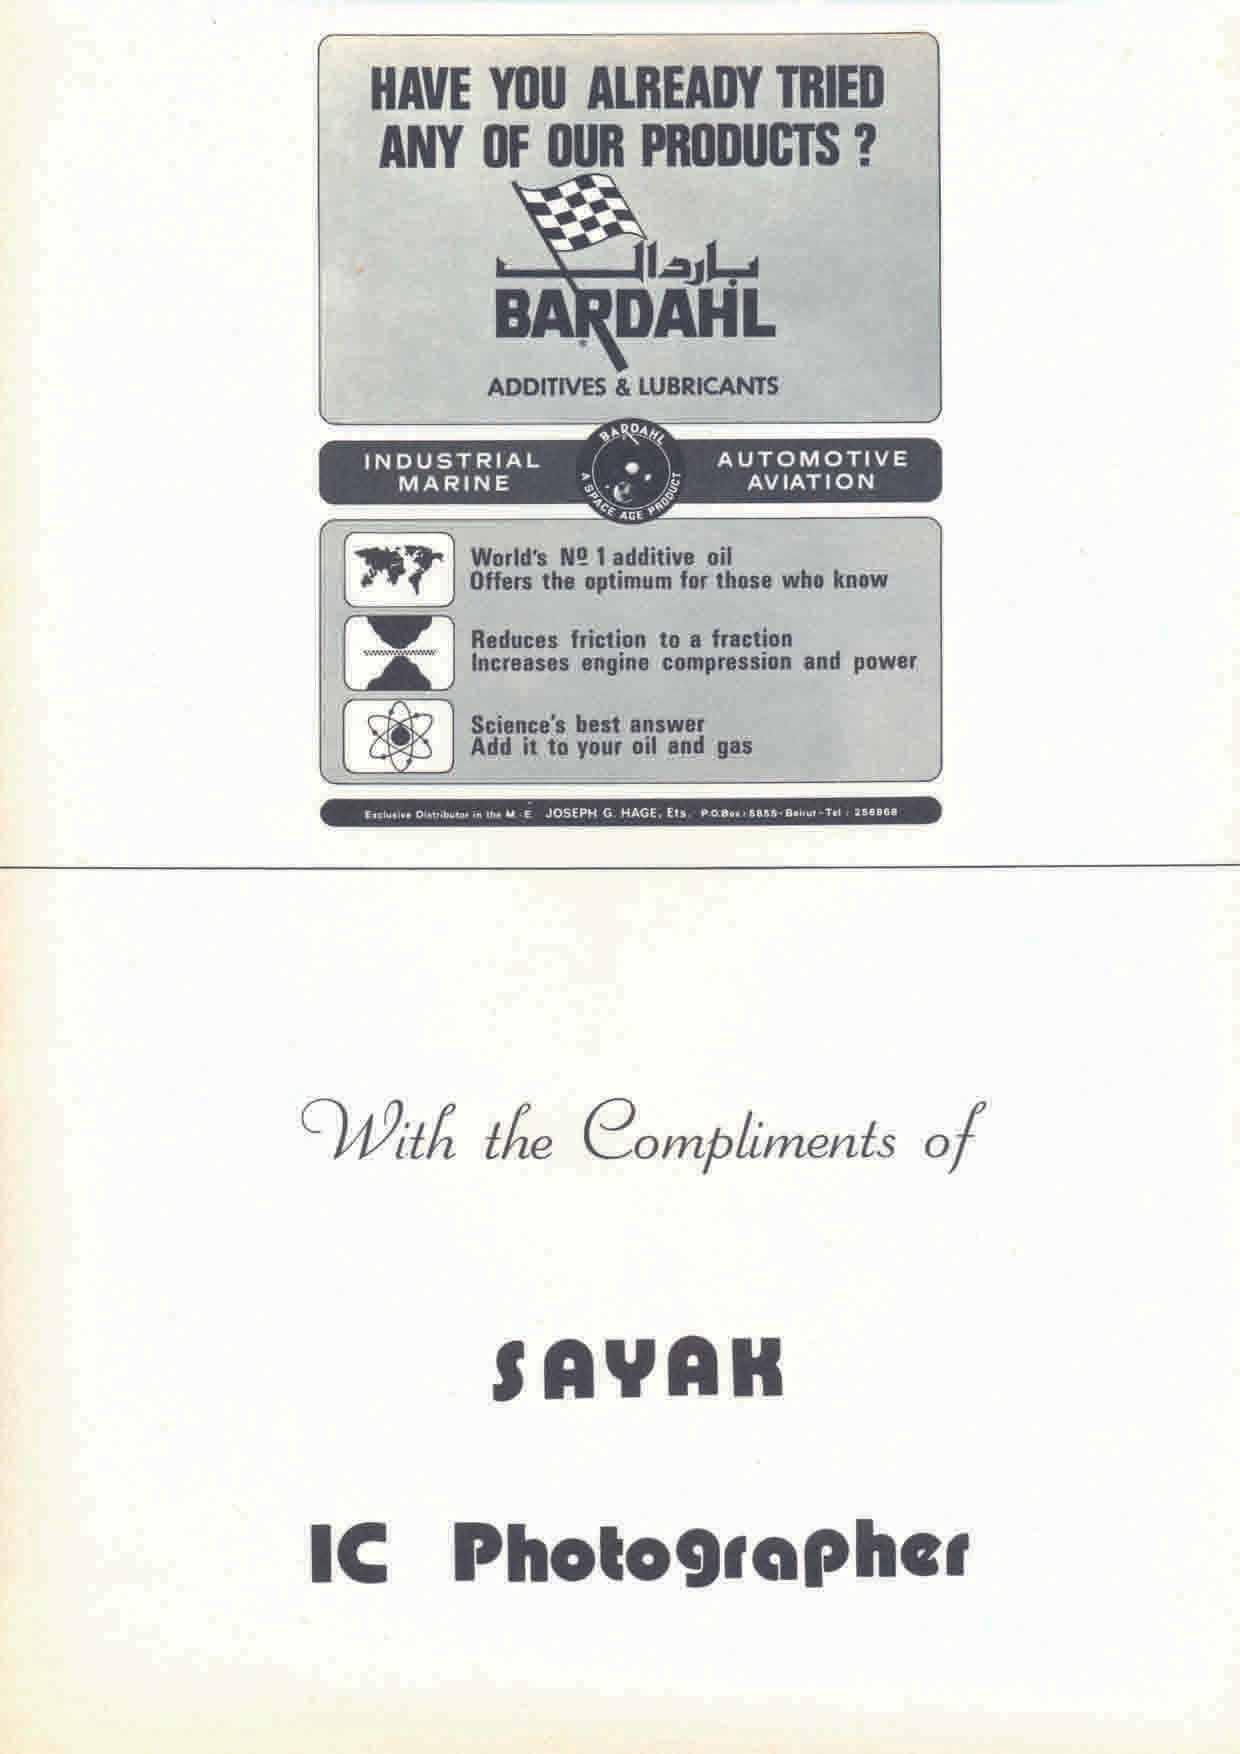 HAVE YOU ALREADY TRIED
ANY OF OUR PRODUCTS ?
باردال
BARDAHL
ADDITIVES & LUBRICANTS
INDUSTRIAL
MARINE
BARDAHL
A SPACE AGE PRODUCT
AUTOMOTIVE
AVIATION
World's Nº 1 additive oil
Offers the optimum for those who know
Reduces friction to a fraction
Increases engine compression and power
Science's best answer
Add it to your oil and gas
Exclusive Distributor in the M. E. JOSEPH G. HAGE, Ets. P.O.Box : 5855 - Beirut - Tel : 256868
With the Compliments of
SAYAK
IC Photographer